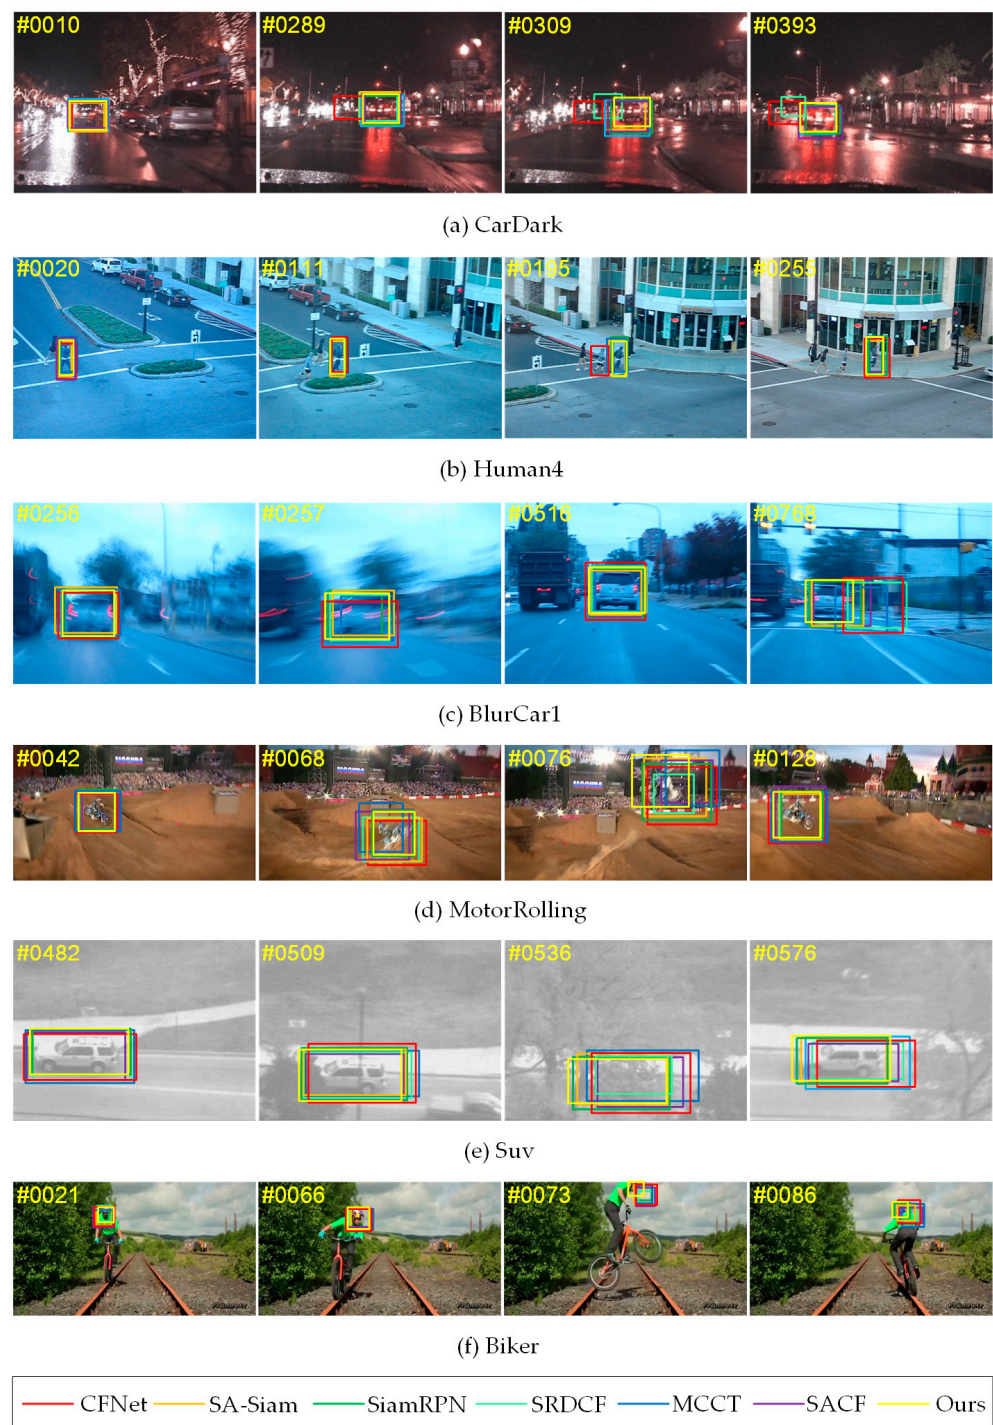 #0010 #0289 #0309 #0393
(a) CarDark
#0020 #0111 #0195 #0255
(b) Human4
#0256 #0257 #0516 #0768
(c) BlurCar1
#0042 #0068 #0076 #0128
(d) MotorRolling
#0482 #0509 #0536 #0576
(e) Suv
#0021 #0066 #0073 #0086
(f) Biker
CFNet SA-Siam SiamRPN SRDCF MCCT SACF Ours